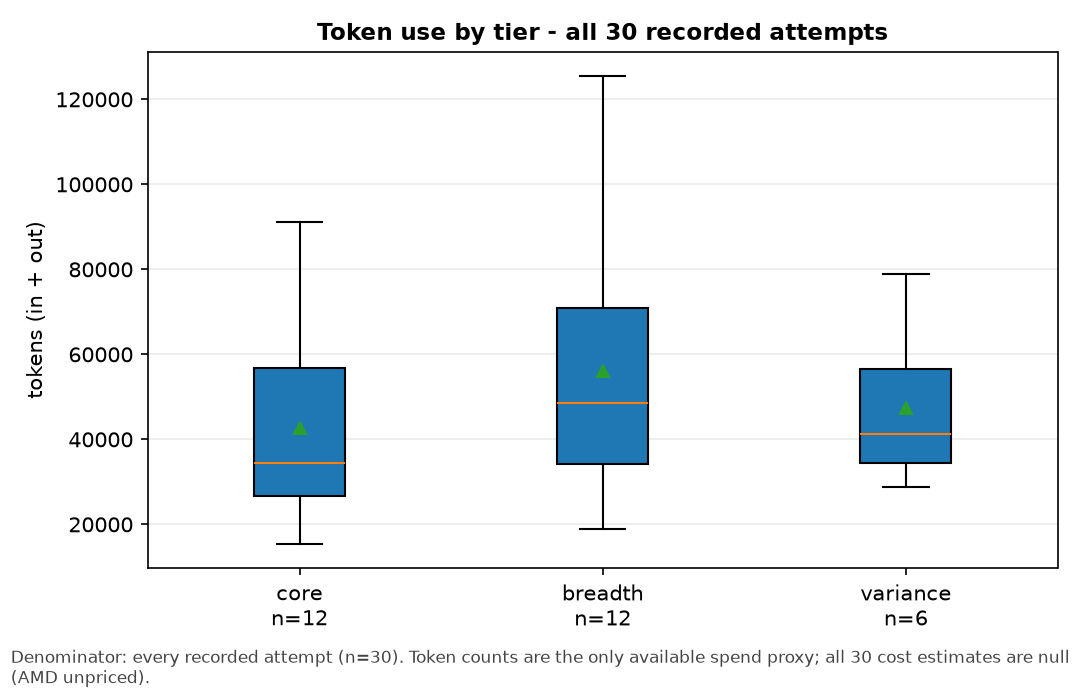 Token use by tier - all 30 recorded attempts
tokens (in + out)
120000
100000
80000
60000
40000
20000
core
n=12
breadth
n=12
variance
n=6
Denominator: every recorded attempt (n=30). Token counts are the only available spend proxy; all 30 cost estimates are null
(AMD unpriced).